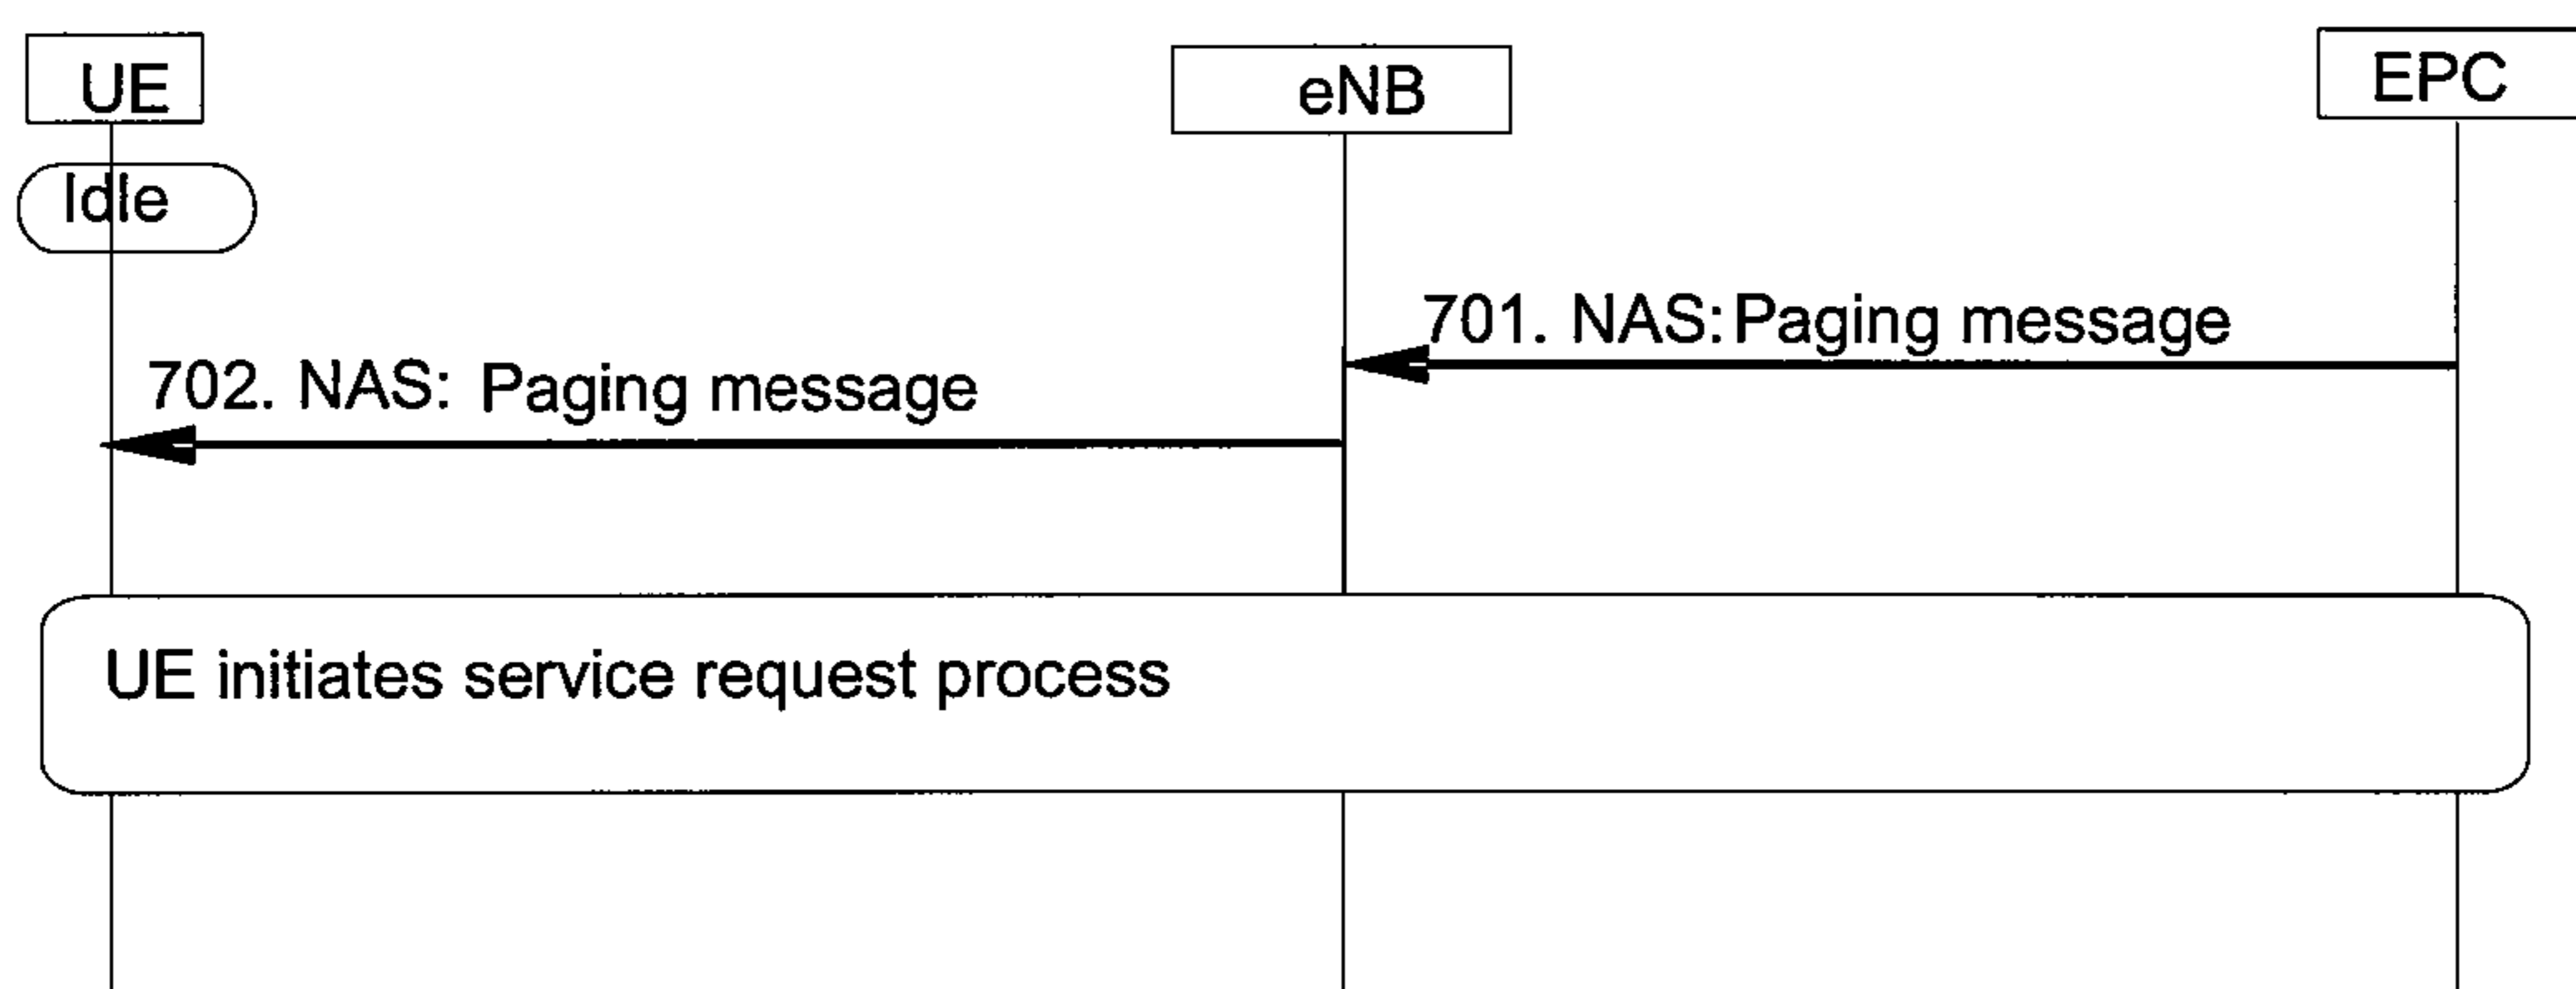 UE
eNB
EPC
Idle
701. NAS: Paging message
702. NAS: Paging message
UE initiates service request process